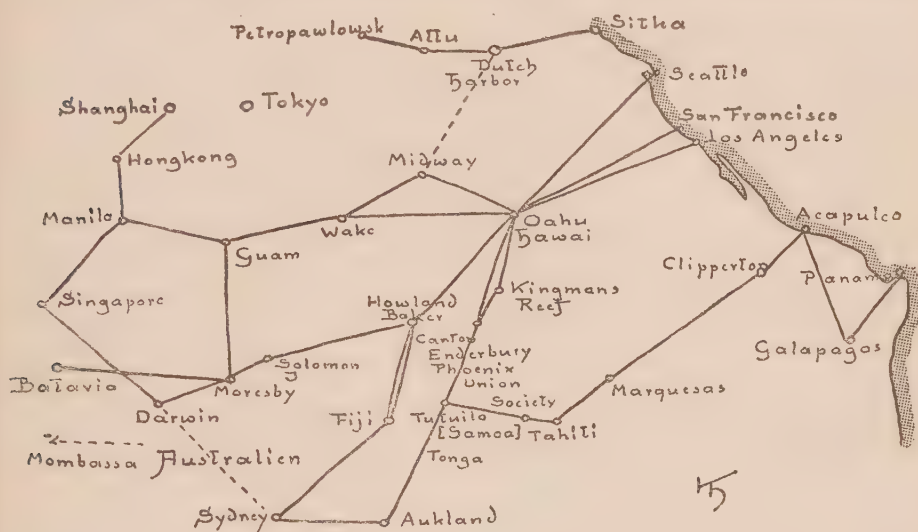 Sitka
Petropawlowsk
Attu
Dutch
Harbor
Seattle
Shanghai
Tokyo
San Francisco
Los Angeles
Hongkong
Midway
Manila
Guam
Wake
Oahu
Hawai
Acapulco
Clipperton
Panam
Singapore
Howland
Baker
Kingmans
Reef
Canton
Enderbury
Phoenix
Union
Galapagos
Solomon
Batavia
Moresby
Marquesas
Darwin
Fiji
Society
Tutuila
[Samoa]
Tahiti
Mombassa
Australien
Tonga
Sydney
Aukland